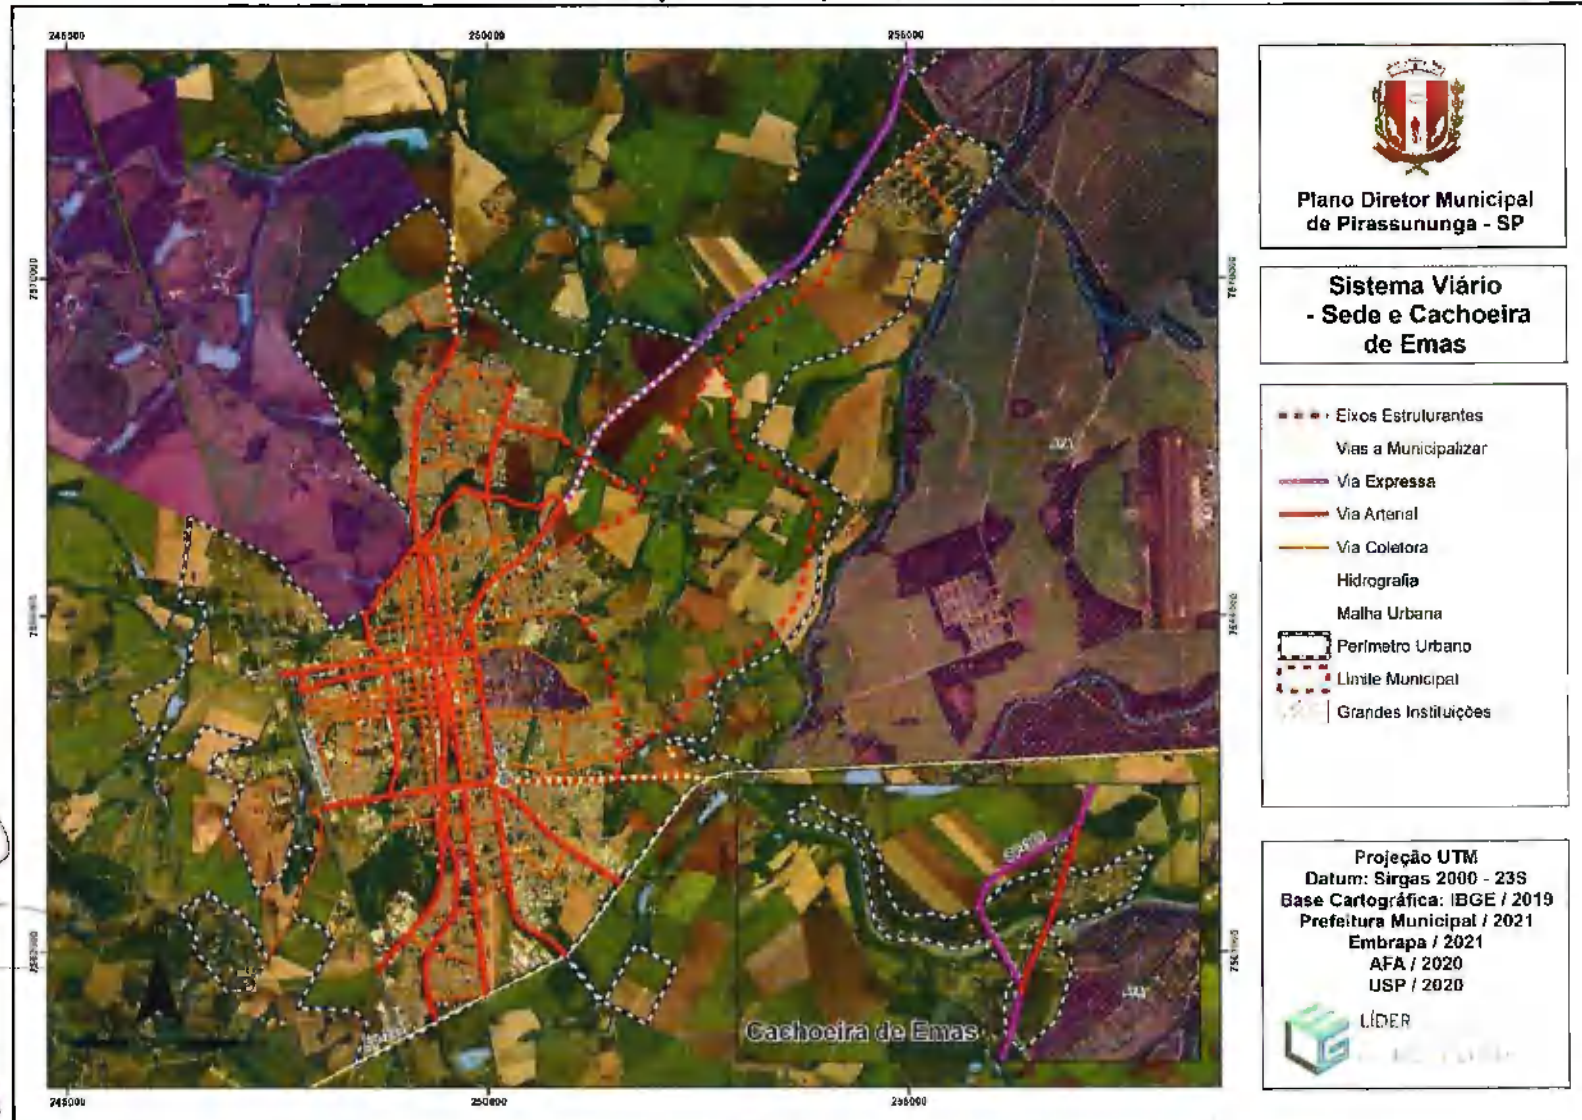 245000
250000
255000
Plano Diretor Municipal
de Pirassununga - SP
Sistema Viário
- Sede e Cachoeira
de Emas
Eixos Estruturantes
Vias a Municipalizar
Via Expressa
Via Arterial
Via Coletora
Hidrografia
Malha Urbana
Perímetro Urbano
Limite Municipal
Grandes Instituições
Projeção UTM
Datum: Sirgas 2000 - 23S
Base Cartográfica: IBGE / 2019
Prefeitura Municipal / 2021
Embrapa / 2021
AFA / 2020
USP / 2020
LÍDER
Cachoeira de Emas
245000
250000
255000